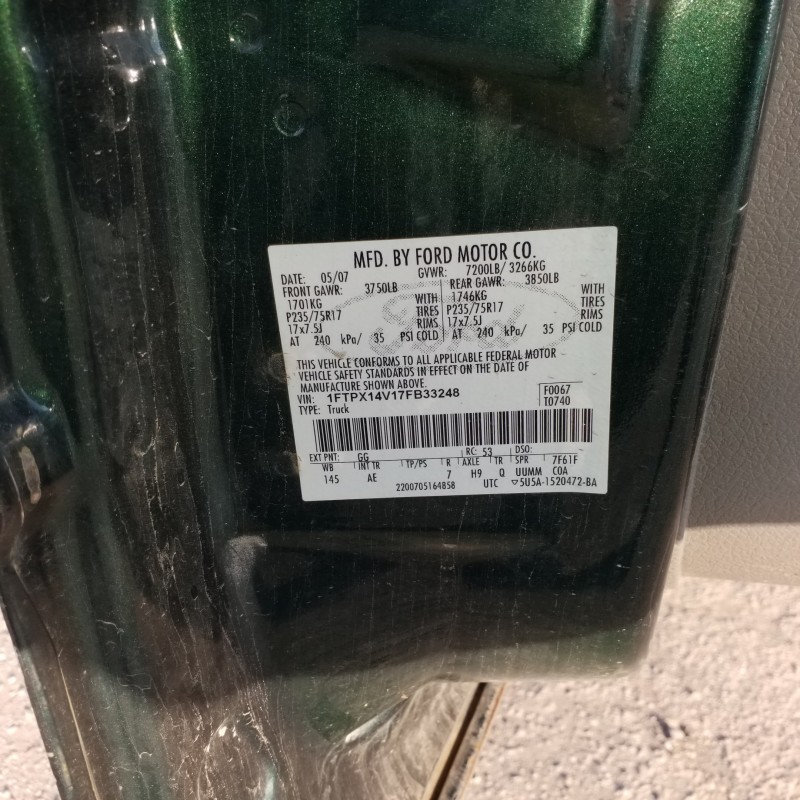 MFD. BY FORD MOTOR CO.
DATE: 05/07 GVWR: 7200LB/ 3266KG
FRONT GAWR: 3750LB REAR GAWR: 3850LB
1701KG WITH 1746KG WITH
P235/75R17 TIRES P235/75R17 TIRES
17x7.5J RIMS 17x7.5J RIMS
AT 240 kPa/ 35 PSI COLD AT 240 kPa/ 35 PSI COLD
Ford
THIS VEHICLE CONFORMS TO ALL APPLICABLE FEDERAL MOTOR
VEHICLE SAFETY STANDARDS IN EFFECT ON THE DATE OF
MANUFACTURE SHOWN ABOVE.
VIN: 1FTPX14V17FB33248 F0067
TYPE: Truck T0740
EXT PNT: GG RC: 53 DSO:
WB INT TR TP/PS R AXLE TR SPR 7F61F
145 AE 7 H9 Q UUMM COA
2200705164858 UTC ▽5U5A-1520472-BA